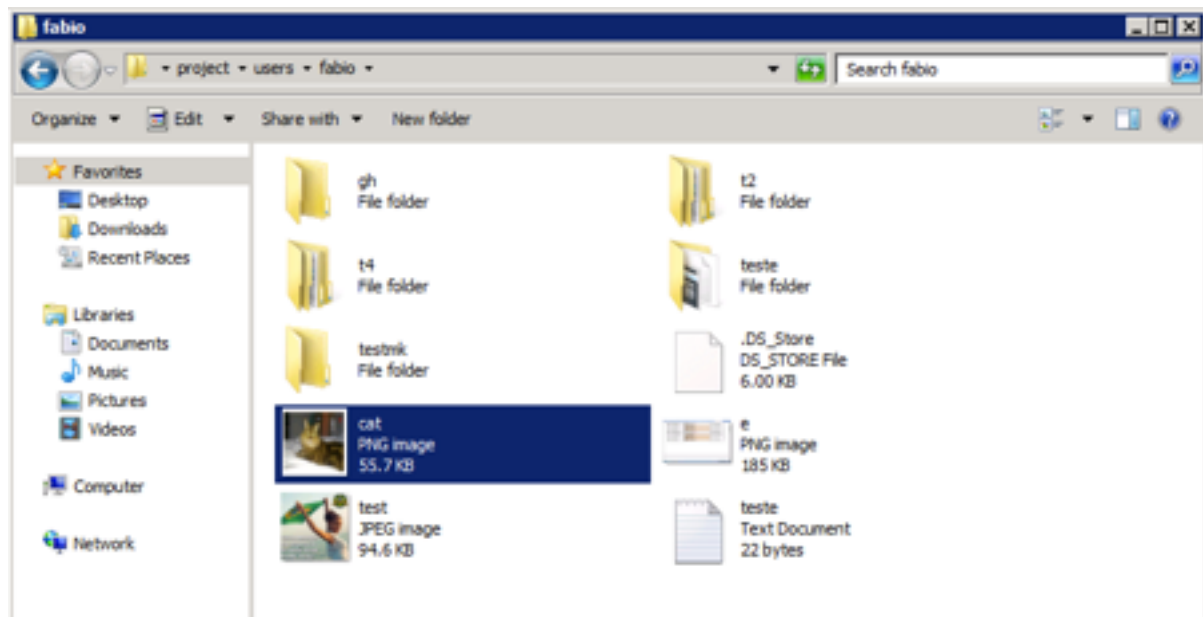 fabio
project users fabio
Search fabio
Organize Edit Share with New folder
Favorites
Desktop
Downloads
Recent Places
Libraries
Documents
Music
Pictures
Videos
Computer
Network
gh
File folder
t2
File folder
t4
File folder
teste
File folder
testmk
File folder
.DS_Store
DS_STORE File
6.00 KB
cat
PNG image
55.7 KB
e
PNG image
185 KB
test
JPEG image
94.6 KB
teste
Text Document
22 bytes